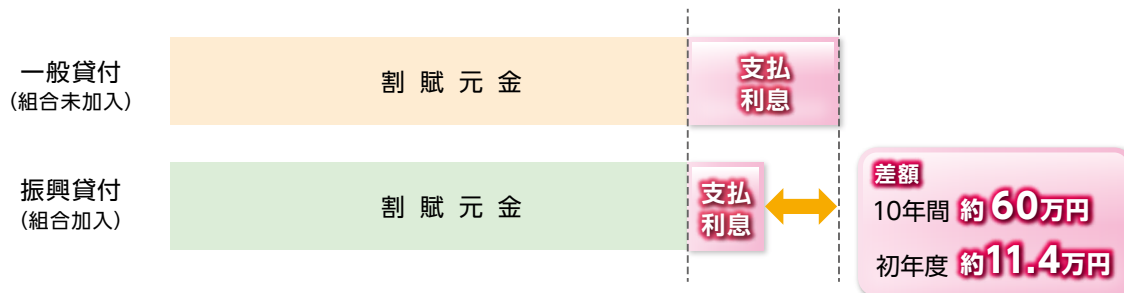 一般貸付
(組合未加入)
割賦元金
支払
利息
振興貸付
(組合加入)
割賦元金
支払
利息
差額
10年間 約60万円
初年度 約11.4万円